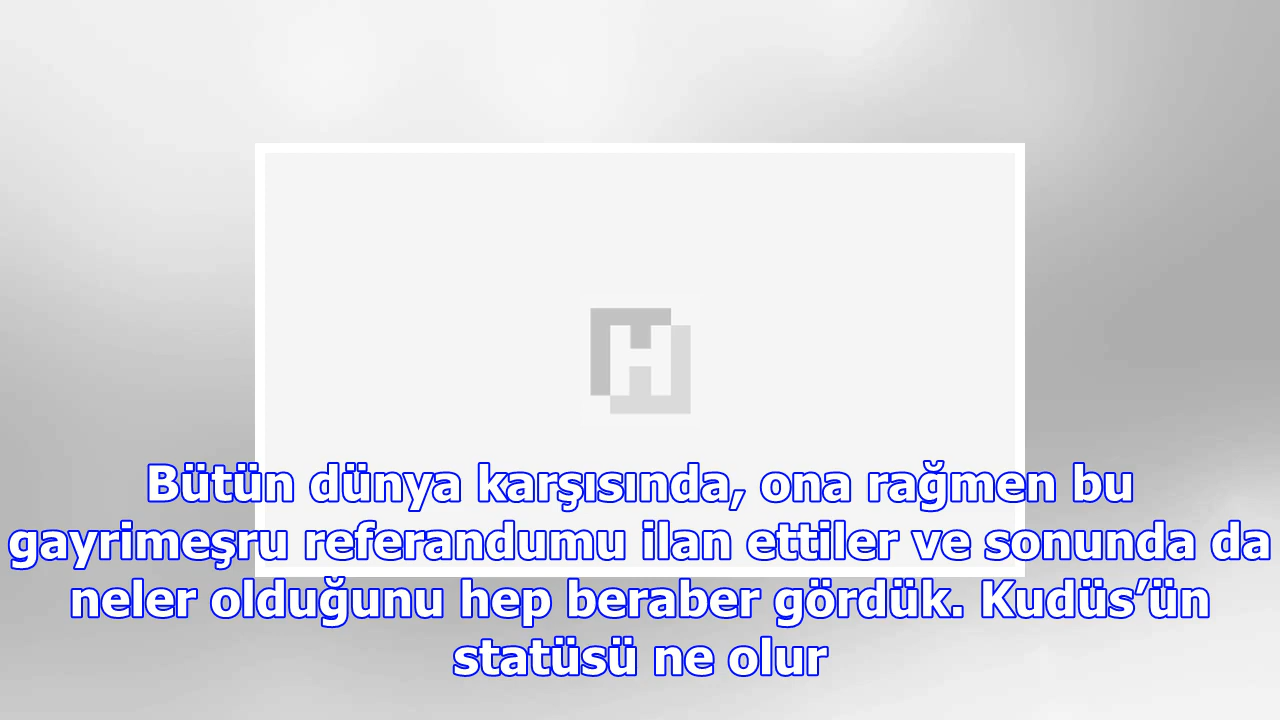 H
Bütün dünya karşısında, ona rağmen bu
gayrimeşru referandumu ilan ettiler ve sonunda da
neler olduğunu hep beraber gördük. Kudüs’ün
statüsü ne olur